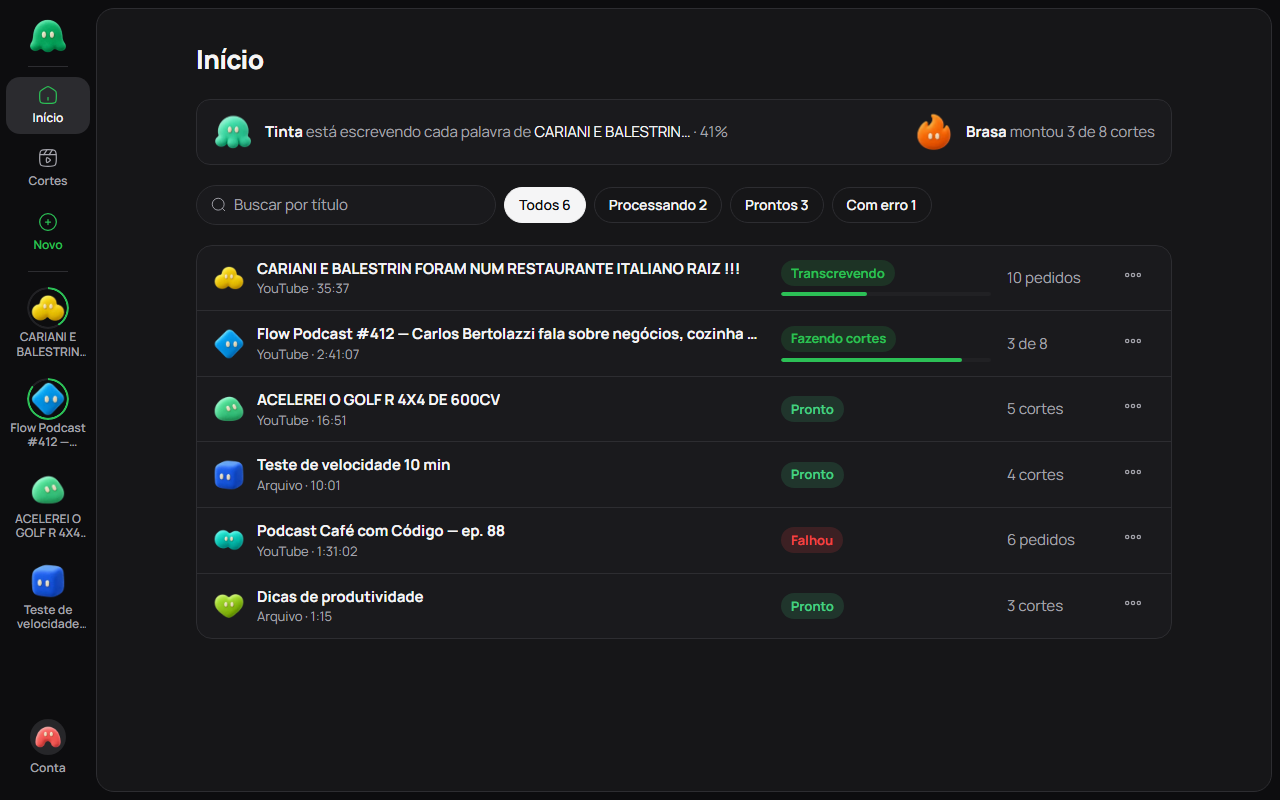 Início
Cortes
Novo
CARIANI E
BALESTRIN…
Flow Podcast
#412 —…
ACELEREI O
GOLF R 4X4..
Teste de
velocidade…
Conta
Início
Tinta está escrevendo cada palavra de CARIANI E BALESTRIN… · 41%
Brasa montou 3 de 8 cortes
Buscar por título
Todos 6
Processando 2
Prontos 3
Com erro 1
CARIANI E BALESTRIN FORAM NUM RESTAURANTE ITALIANO RAIZ !!!
YouTube · 35:37
Transcrevendo
10 pedidos
Flow Podcast #412 — Carlos Bertolazzi fala sobre negócios, cozinha …
YouTube · 2:41:07
Fazendo cortes
3 de 8
ACELEREI O GOLF R 4X4 DE 600CV
YouTube · 16:51
Pronto
5 cortes
Teste de velocidade 10 min
Arquivo · 10:01
Pronto
4 cortes
Podcast Café com Código — ep. 88
YouTube · 1:31:02
Falhou
6 pedidos
Dicas de produtividade
Arquivo · 1:15
Pronto
3 cortes